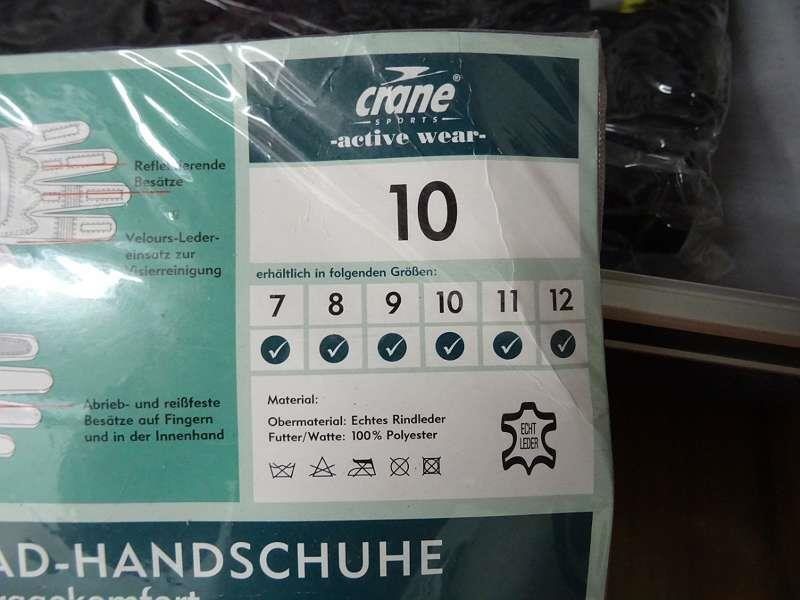 crane®
SPORTS
-active wear-
10
erhältlich in folgenden Größen:
7 8 9 10 11 12
Material:
Obermaterial: Echtes Rindleder
Futter/Watte: 100% Polyester
ECHT
LEDER
Reflektierende
Besätze
Velours-Leder-
einsatz zur
Visierreinigung
Abrieb- und reißfeste
Besätze auf Fingern
und in der Innenhand
AD-HANDSCHUHE